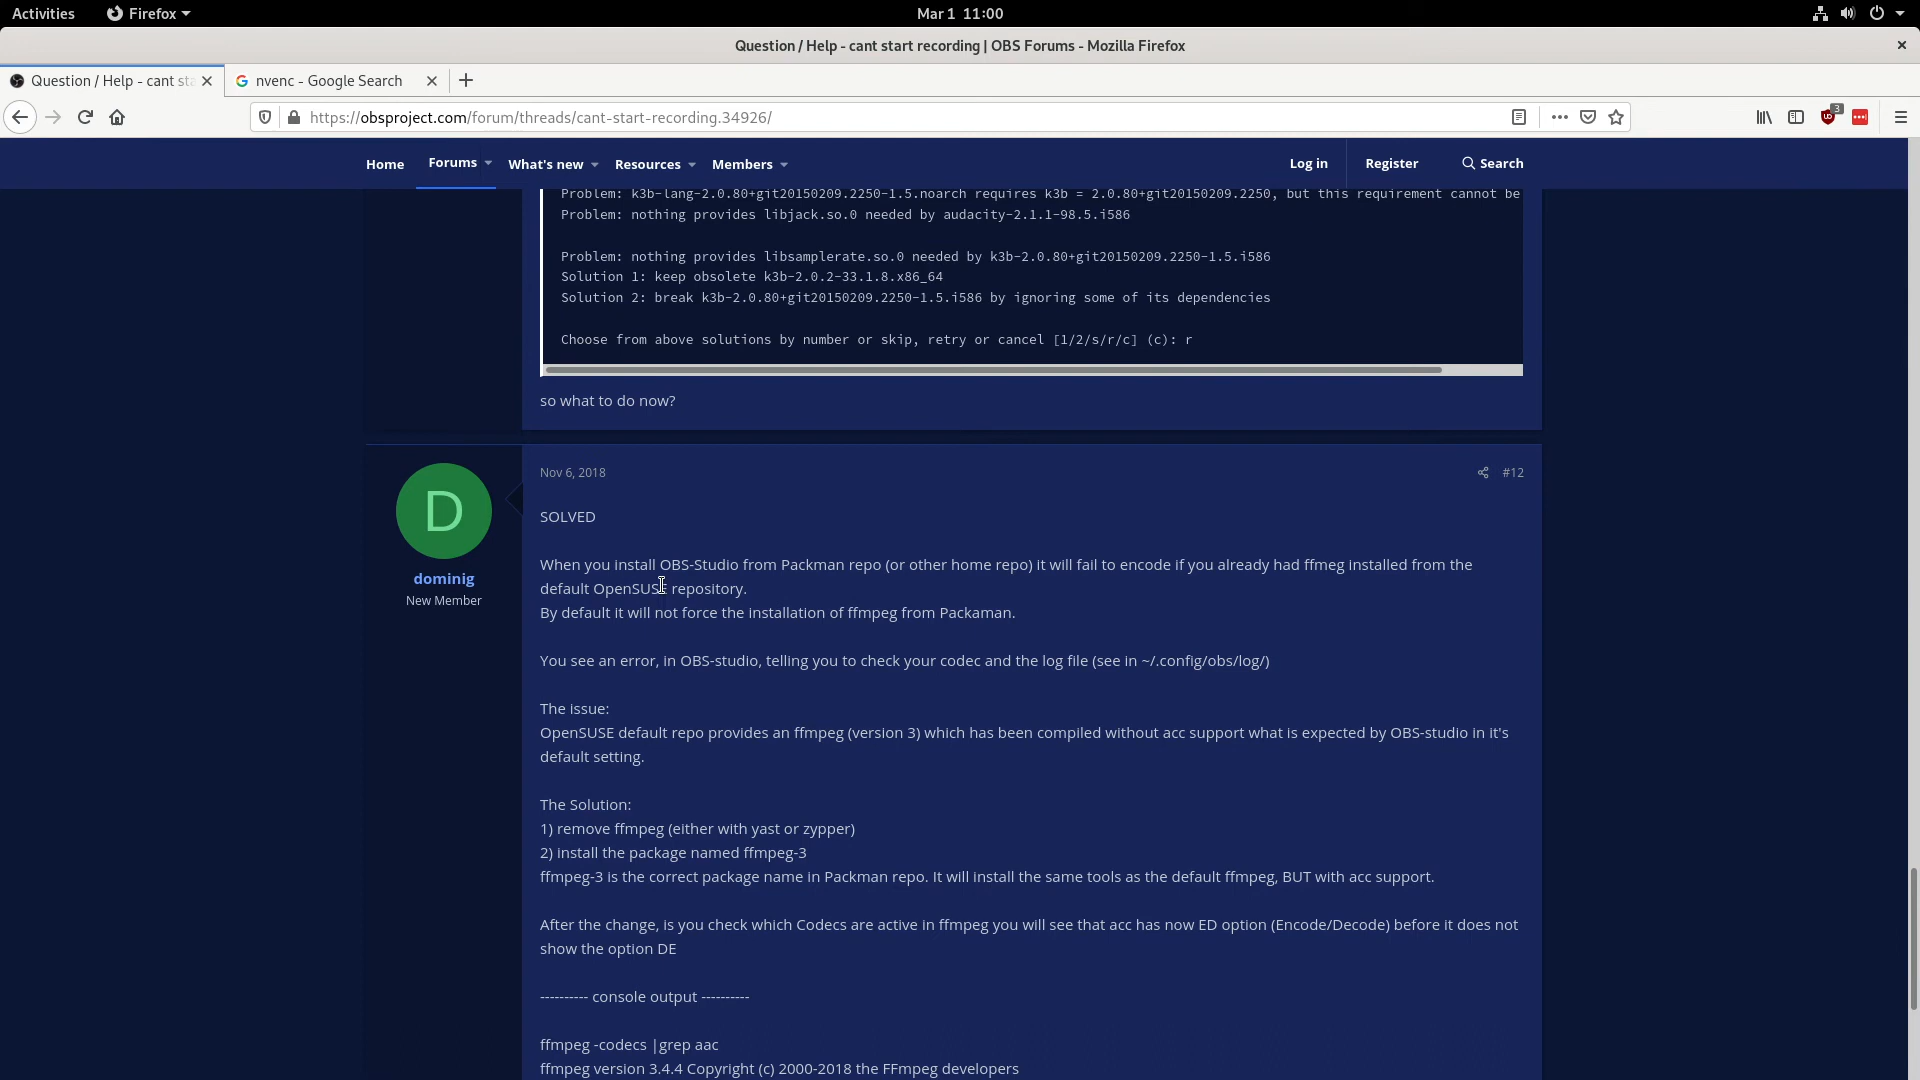 Activities
Firefox
Mar 1 11:00
Question / Help - cant start recording | OBS Forums - Mozilla Firefox
Question / Help - cant sta
nvenc - Google Search
https://obsproject.com/forum/threads/cant-start-recording.34926/
3
Home
Forums
What's new
Resources
Members
Log in
Register
Search
Problem: k3b-lang-2.0.80+git20150209.2250-1.5.noarch requires k3b = 2.0.80+git20150209.2250, but this requirement cannot be
Problem: nothing provides libjack.so.0 needed by audacity-2.1.1-98.5.i586
Problem: nothing provides libsamplerate.so.0 needed by k3b-2.0.80+git20150209.2250-1.5.i586
Solution 1: keep obsolete k3b-2.0.2-33.1.8.x86_64
Solution 2: break k3b-2.0.80+git20150209.2250-1.5.i586 by ignoring some of its dependencies
Choose from above solutions by number or skip, retry or cancel [1/2/s/r/c] (c): r
so what to do now?
D
dominig
New Member
Nov 6, 2018
#12
SOLVED
When you install OBS-Studio from Packman repo (or other home repo) it will fail to encode if you already had ffmeg installed from the
default OpenSUSE repository.
By default it will not force the installation of ffmpeg from Packaman.
You see an error, in OBS-studio, telling you to check your codec and the log file (see in ~/.config/obs/log/)
The issue:
OpenSUSE default repo provides an ffmpeg (version 3) which has been compiled without acc support what is expected by OBS-studio in it's
default setting.
The Solution:
1) remove ffmpeg (either with yast or zypper)
2) install the package named ffmpeg-3
ffmpeg-3 is the correct package name in Packman repo. It will install the same tools as the default ffmpeg, BUT with acc support.
After the change, is you check which Codecs are active in ffmpeg you will see that acc has now ED option (Encode/Decode) before it does not
show the option DE
---------- console output ----------
ffmpeg -codecs |grep aac
ffmpeg version 3.4.4 Copyright (c) 2000-2018 the FFmpeg developers